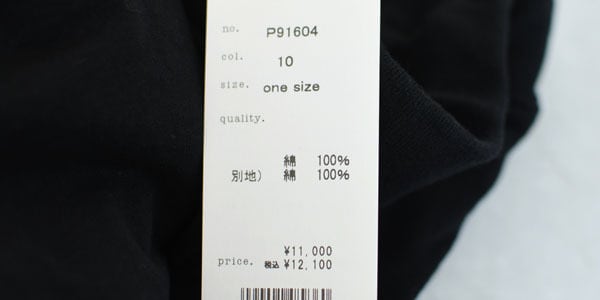 no. P91604
col. 10
size. one size
quality.
綿 100%
別地) 綿 100%
¥11,000
price. 税込 ¥12,100